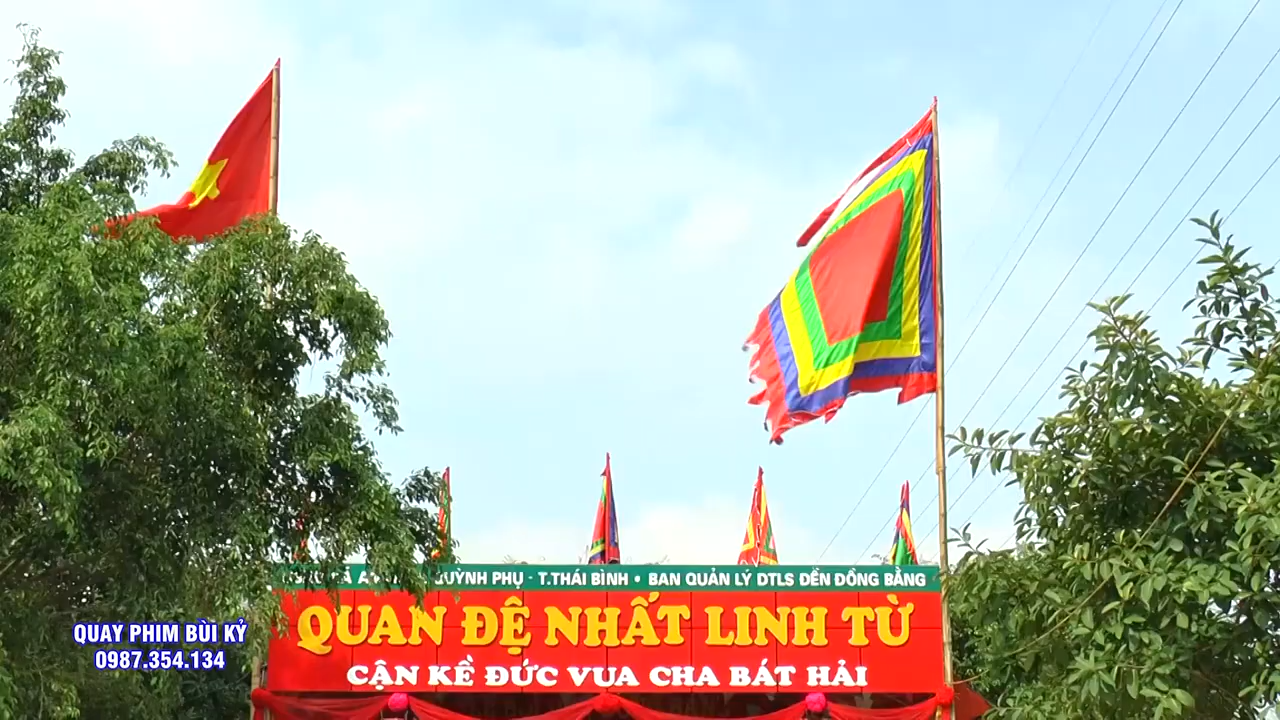 QUỲNH PHỤ - T.THÁI BÌNH • BAN QUẢN LÝ DTLS ĐỀN ĐỒNG BẰNG
QUAN ĐỆ NHẤT LINH TỪ
CẬN KỀ ĐỨC VUA CHA BÁT HẢI
QUAY PHIM BÙI KỶ
0987.354.134